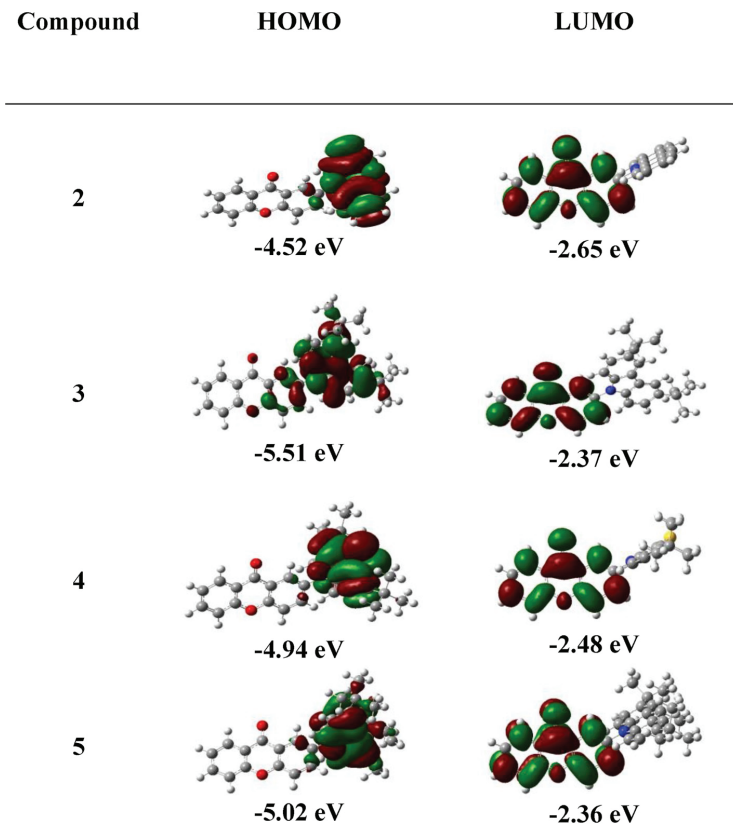 Compound HOMO LUMO
2
-4.52 eV -2.65 eV
3
-5.51 eV -2.37 eV
4
-4.94 eV -2.48 eV
5
-5.02 eV -2.36 eV